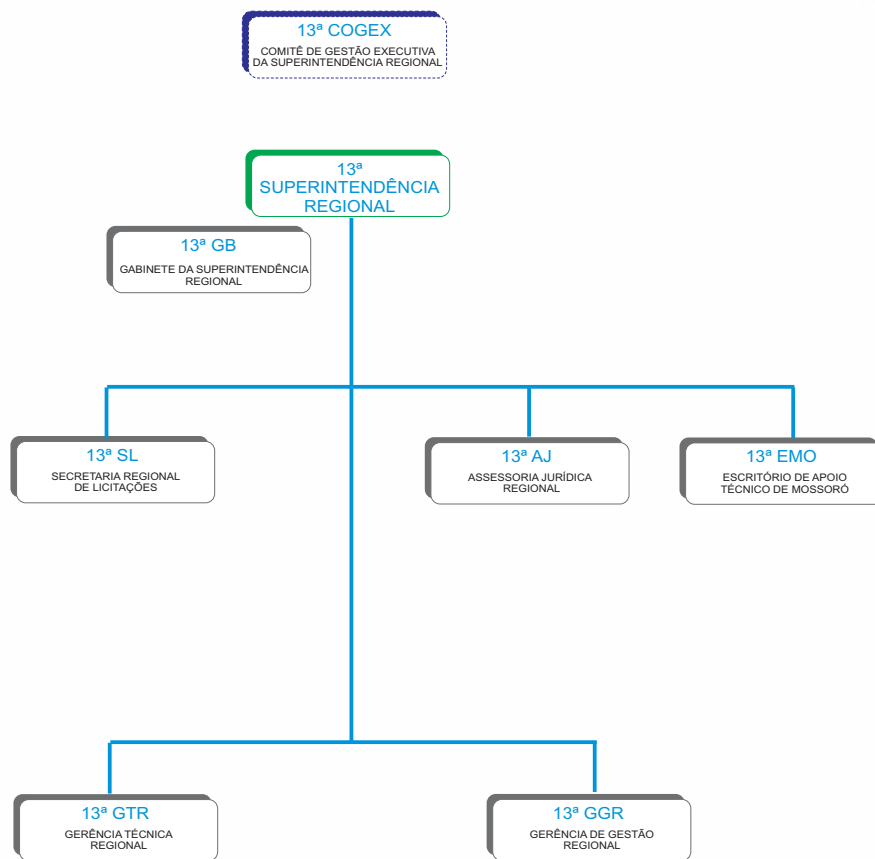 13ª COGEX
COMITÊ DE GESTÃO EXECUTIVA
DA SUPERINTENDÊNCIA REGIONAL
13ª
SUPERINTENDÊNCIA
REGIONAL
13ª GB
GABINETE DA SUPERINTENDÊNCIA
REGIONAL
13ª SL
SECRETARIA REGIONAL
DE LICITAÇÕES
13ª AJ
ASSESSORIA JURÍDICA
REGIONAL
13ª EMO
ESCRITÓRIO DE APOIO
TÉCNICO DE MOSSORÓ
13ª GTR
GERÊNCIA TÉCNICA
REGIONAL
13ª GGR
GERÊNCIA DE GESTÃO
REGIONAL